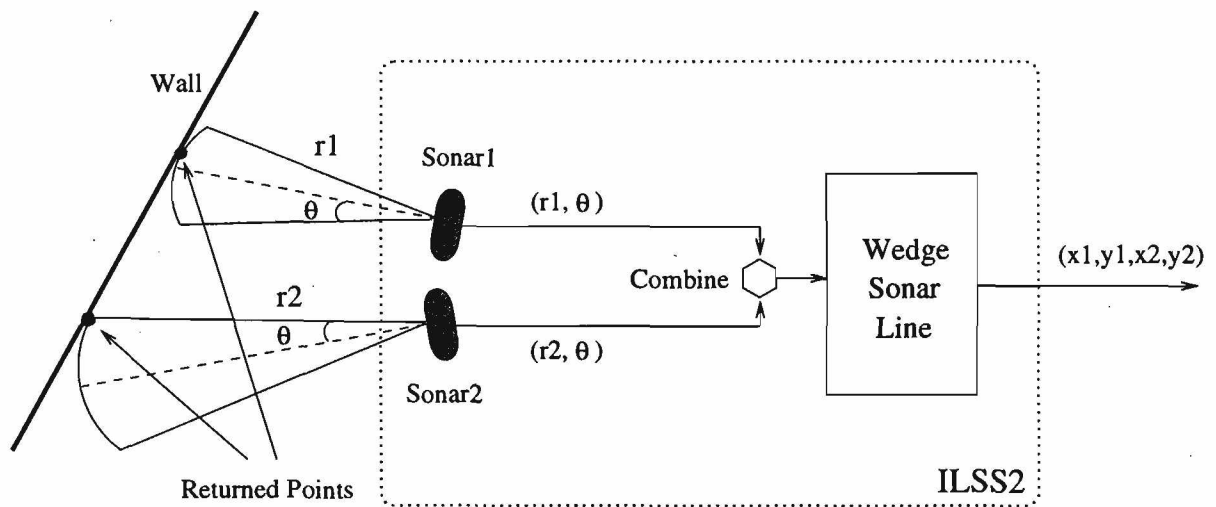 Wall
r1
Sonar1
θ
(r1, θ)
Combine
Wedge
Sonar
Line
(x1,y1,x2,y2)
r2
θ
(r2, θ)
Sonar2
Returned Points
ILSS2